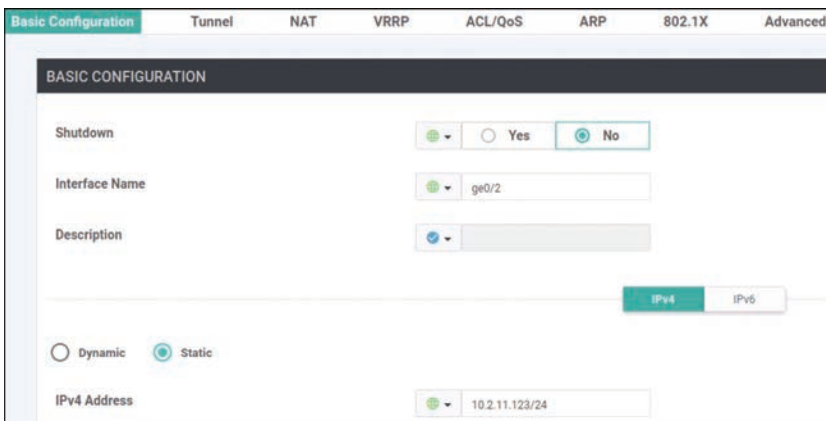 Basic Configuration Tunnel NAT VRRP ACL/QoS ARP 802.1X Advanced
BASIC CONFIGURATION
Shutdown Yes No
Interface Name ge0/2
Description
IPv4 IPv6
Dynamic Static
IPv4 Address 10.2.11.123/24